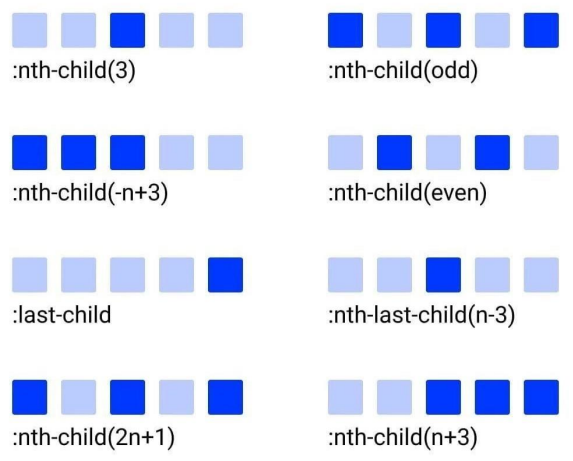 :nth-child(3)
:nth-child(odd)
:nth-child(-n+3)
:nth-child(even)
:last-child
:nth-last-child(n-3)
:nth-child(2n+1)
:nth-child(n+3)